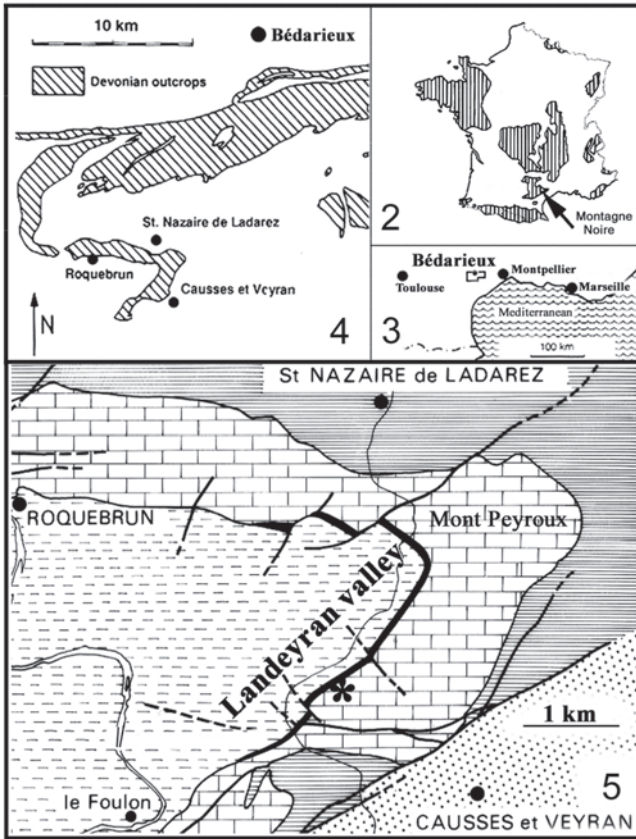 10 km
Bédarieux
Devonian outcrops
St. Nazaire de Ladarez
Roquebrun
Causses et Veyran
N
4
2
Montagne
Noire
Bédarieux
Montpellier
Toulouse
Marseille
Mediterranean
3
100 km
St NAZAIRE de LADAREZ
ROQUEBRUN
Mont Peyroux
Landeyran valley
*
1 km
le Foulon
5
CAUSSES et VEYRAN